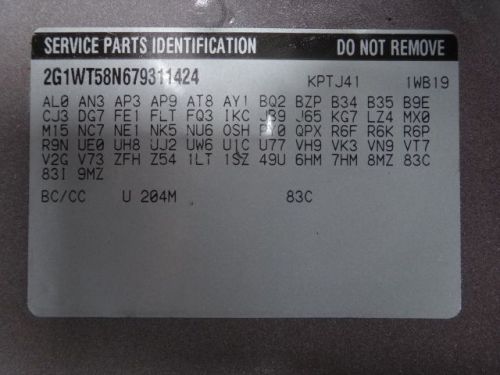 SERVICE PARTS IDENTIFICATION DO NOT REMOVE
2G1WT58N679311424 KPTJ41 1WB19
AL0 AN3 AP3 AP9 AT8 AY1 BQ2 BZP B34 B35 B9E
CJ3 DG7 FE1 FLT FQ3 IKC J89 J65 KG7 LZ4 MX0
M15 NC7 NE1 NK5 NU6 OSH P70 QPX R6F R6K R6P
R9N UE0 UH8 UJ2 UW6 U1C U77 VH9 VK3 VN9 VT7
V2G V73 ZFH Z54 1LT 1SZ 49U 6HM 7HM 8MZ 83C
83I 9MZ
BC/CC U 204M 83C